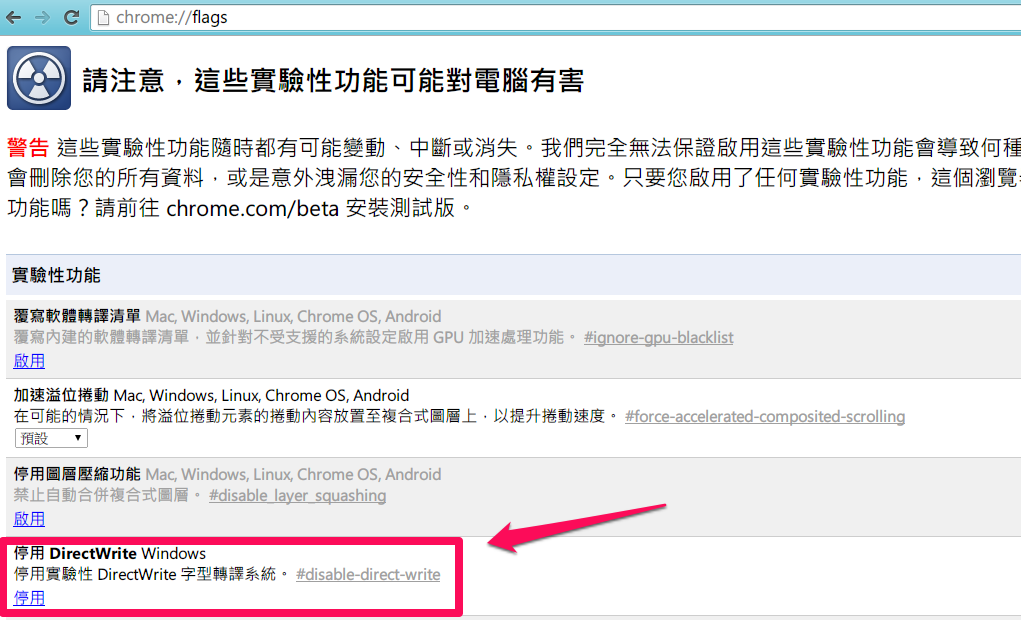 chrome://flags
請注意，這些實驗性功能可能對電腦有害
警告 這些實驗性功能隨時都有可能變動、中斷或消失。我們完全無法保證啟用這些實驗性功能會導致何種
會刪除您的所有資料，或是意外洩漏您的安全性和隱私權設定。只要您啟用了任何實驗性功能，這個瀏覽
功能嗎？請前往 chrome.com/beta 安裝測試版。
實驗性功能
覆寫軟體轉譯清單 Mac, Windows, Linux, Chrome OS, Android
覆寫內建的軟體轉譯清單，並針對不受支援的系統設定啟用 GPU 加速處理功能。 #ignore-gpu-blacklist
啟用
加速溢位捲動 Mac, Windows, Linux, Chrome OS, Android
在可能的情況下，將溢位捲動元素的捲動內容放置至複合式圖層上，以提升捲動速度。 #force-accelerated-composited-scrolling
預設
停用圖層壓縮功能 Mac, Windows, Linux, Chrome OS, Android
禁止自動合併複合式圖層。 #disable_layer_squashing
啟用
停用 DirectWrite Windows
停用實驗性 DirectWrite 字型轉譯系統。 #disable-direct-write
停用